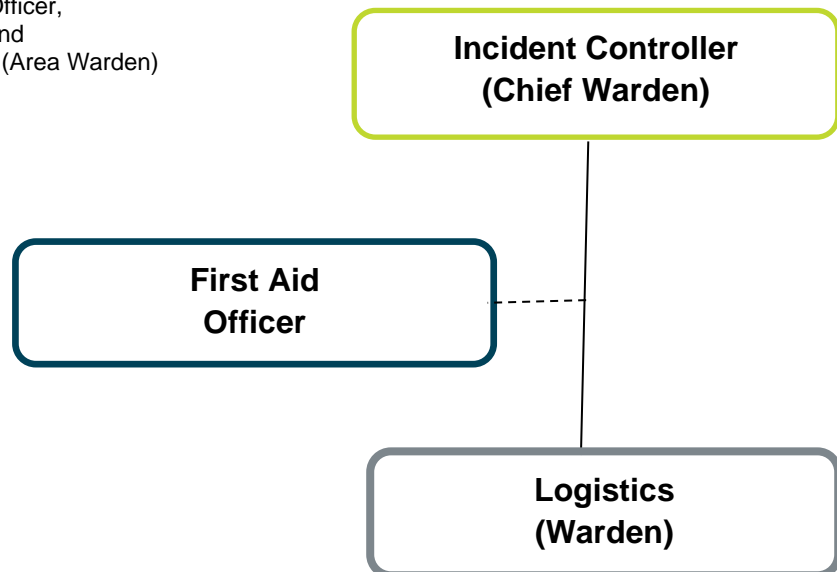 Officer,
nd
(Area Warden)
Incident Controller
(Chief Warden)
First Aid
Officer
Logistics
(Warden)